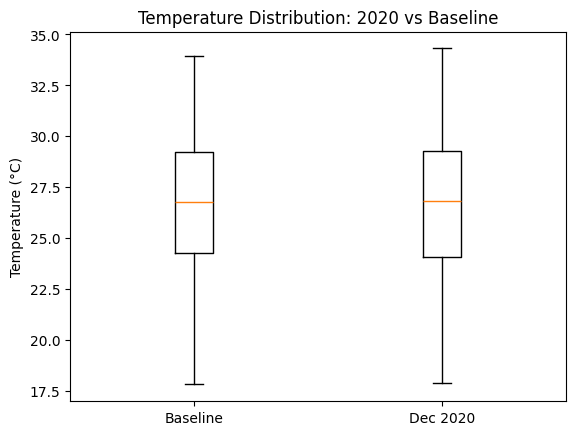 Temperature Distribution: 2020 vs Baseline
Temperature (°C)
35.0
32.5
30.0
27.5
25.0
22.5
20.0
17.5
Baseline
Dec 2020